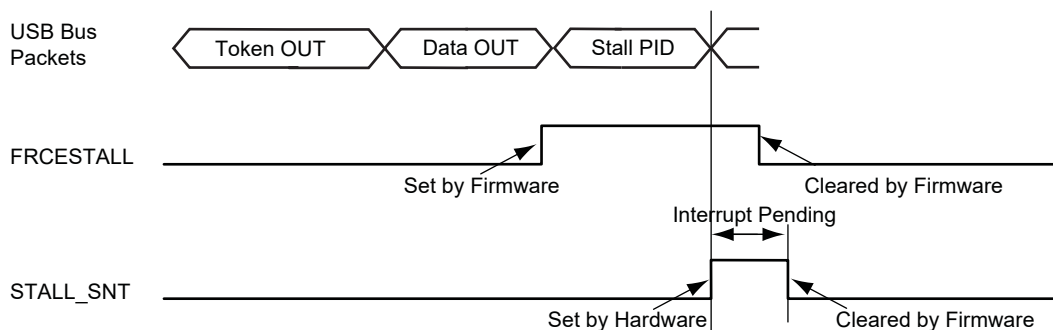 USB Bus
Packets
Token OUT
Data OUT
Stall PID
FRCESTALL
Set by Firmware
Cleared by Firmware
Interrupt Pending
STALL_SNT
Set by Hardware
Cleared by Firmware